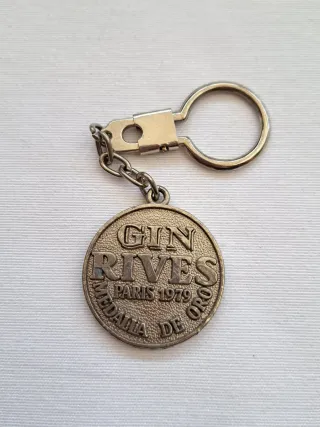 GIN
RIVES
PARIS 1979
MEDALLA DE ORO